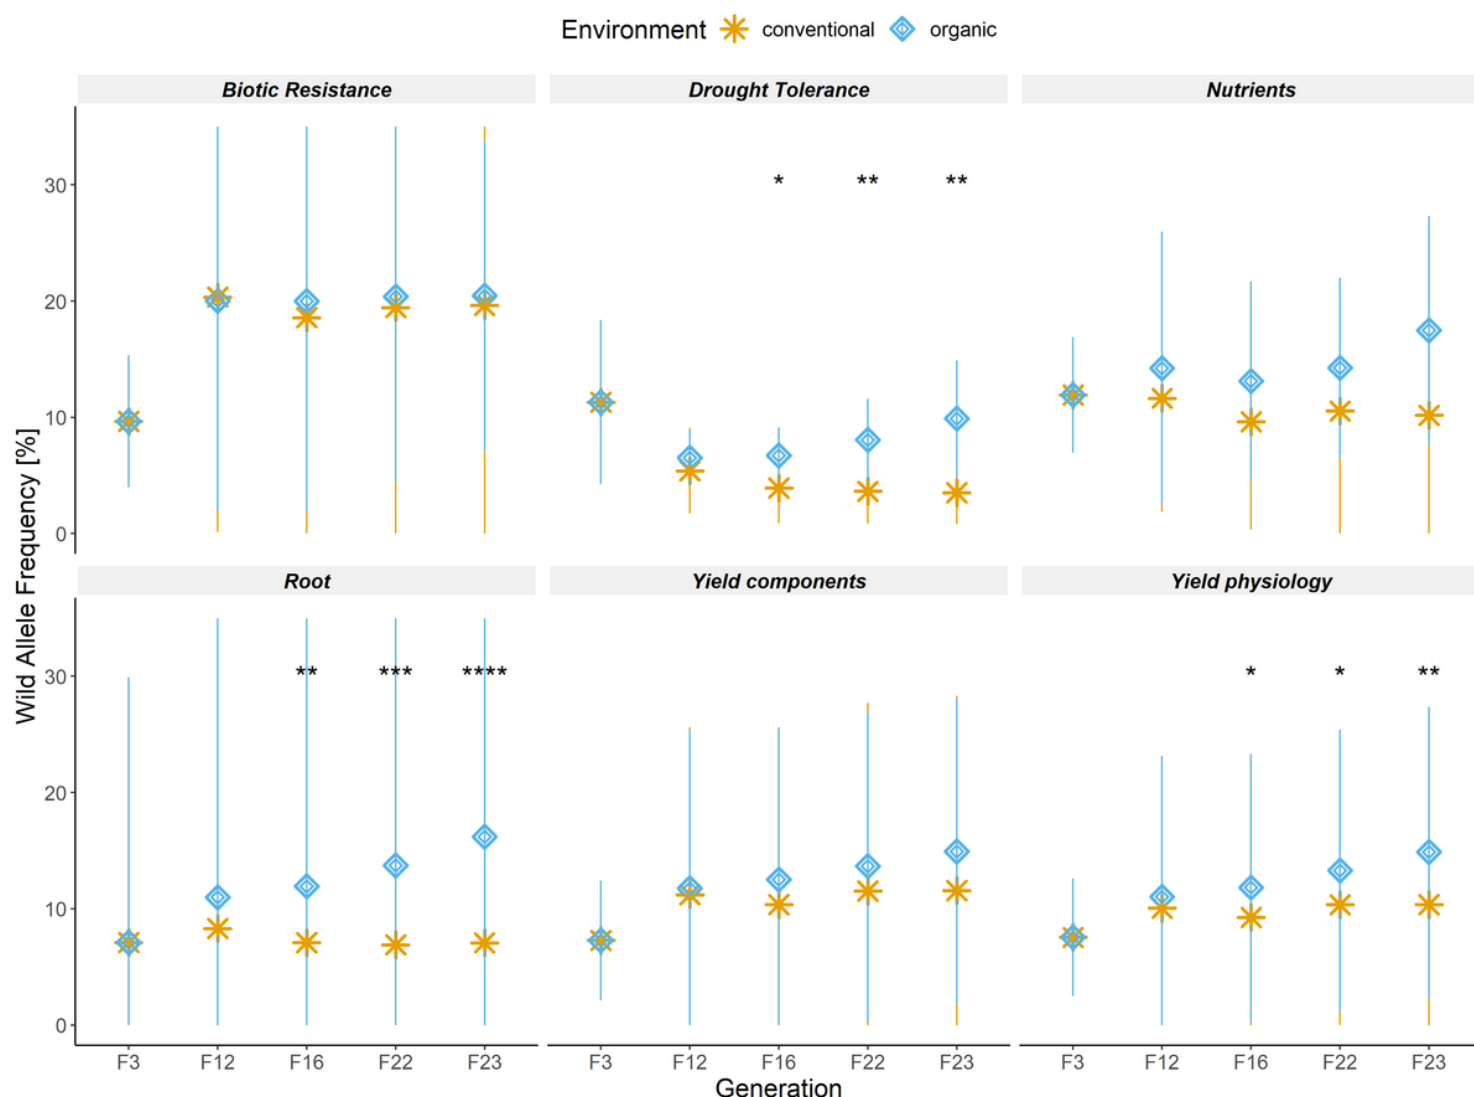 Environment conventional organic
Biotic Resistance Drought Tolerance Nutrients
30
* ** **
20
10
0
Wild Allele Frequency [%]
Root Yield components Yield physiology
30
** *** **** * * **
20
10
0
F3 F12 F16 F22 F23 F3 F12 F16 F22 F23 F3 F12 F16 F22 F23
Generation